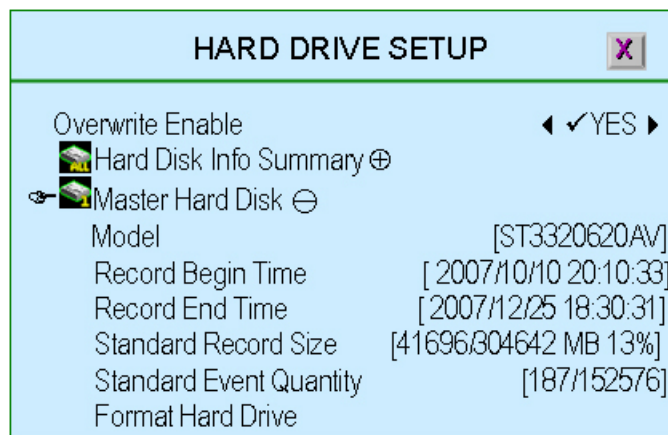 HARD DRIVE SETUP X
Overwrite Enable ✓YES
ALL Hard Disk Info Summary
1 Master Hard Disk
Model [ST3320620AV]
Record Begin Time [ 2007/10/10 20:10:33]
Record End Time [ 2007/12/25 18:30:31]
Standard Record Size [41696/304642 MB 13%]
Standard Event Quantity [187/152576]
Format Hard Drive